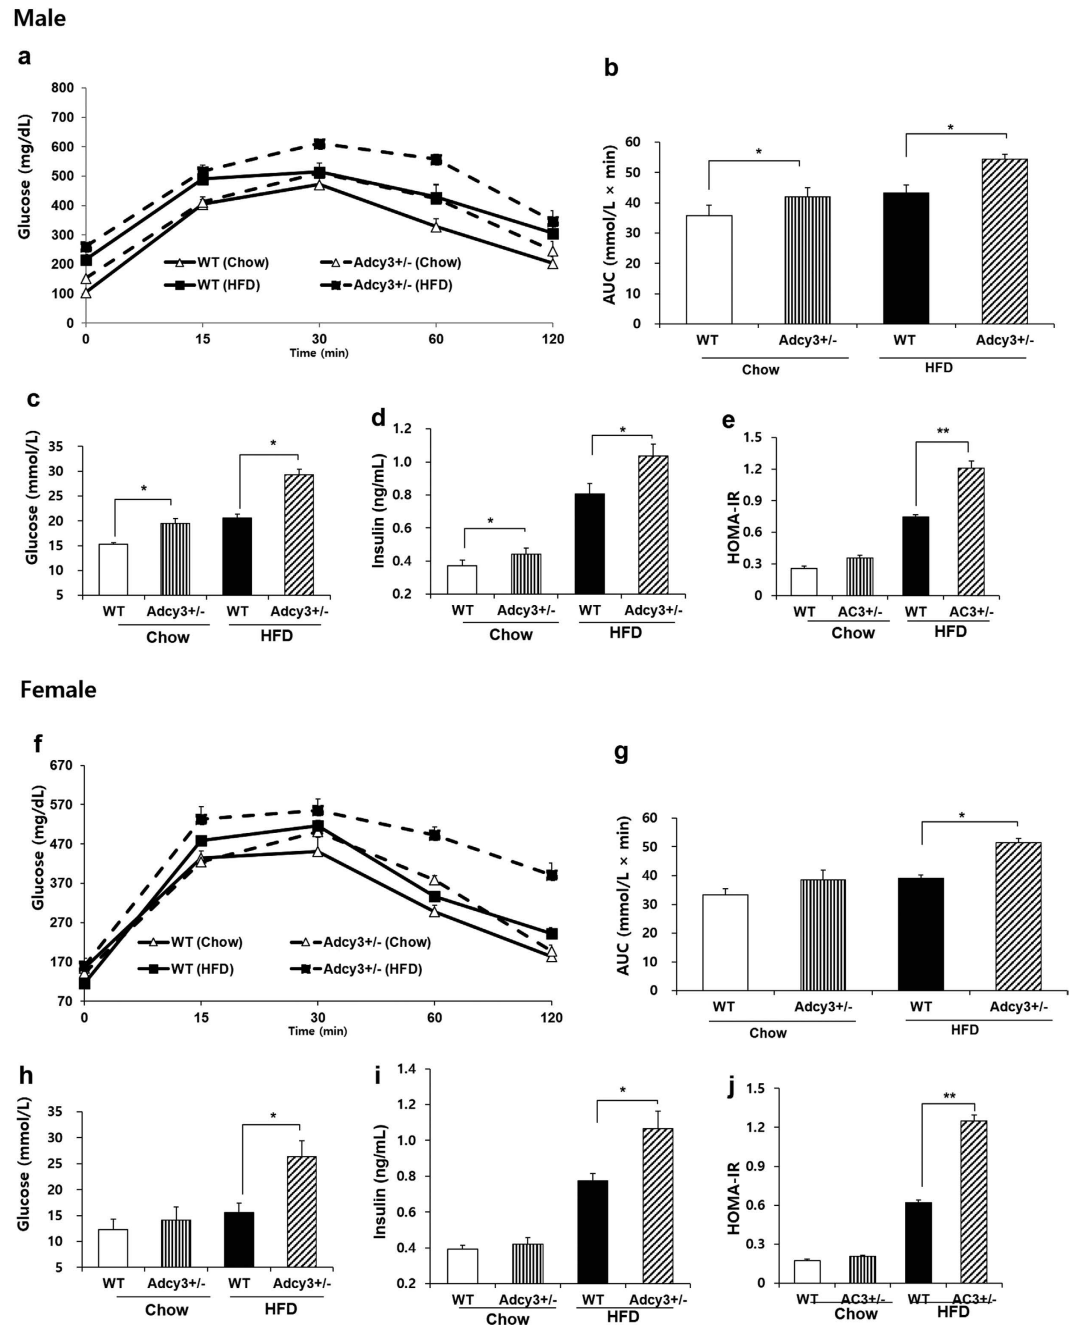 Male
a
Glucose (mg/dL)
800
700
600
500
400
300
200
100
0
WT (Chow)
Adcy3+/- (Chow)
WT (HFD)
Adcy3+/- (HFD)
0 15 30 60 120
Time (min)
b
AUC (mmol/L × min)
60
50
40
30
20
10
0
* *
WT Adcy3+/- WT Adcy3+/-
Chow HFD
c
Glucose (mmol/L)
35
30
25
20
15
10
5
* *
WT Adcy3+/- WT Adcy3+/-
Chow HFD
d
Insulin (ng/mL)
1.2
1.0
0.8
0.6
0.4
0.2
* *
WT Adcy3+/- WT Adcy3+/-
Chow HFD
e
HOMA-IR
1.5
1.2
0.9
0.6
0.3
0
**
WT AC3+/- WT AC3+/-
Chow HFD
Female
f
Glucose (mg/dL)
670
570
470
370
270
170
70
WT (Chow)
Adcy3+/- (Chow)
WT (HFD)
Adcy3+/- (HFD)
0 15 30 60 120
Time (min)
g
AUC (mmol/L × min)
60
50
40
30
20
10
0
*
WT Adcy3+/- WT Adcy3+/-
Chow HFD
h
Glucose (mmol/L)
35
30
25
20
15
10
5
*
WT Adcy3+/- WT Adcy3+/-
Chow HFD
i
Insulin (ng/mL)
1.4
1.2
1.0
0.8
0.6
0.4
0.2
*
WT Adcy3+/- WT Adcy3+/-
Chow HFD
j
HOMA-IR
1.5
1.2
0.9
0.6
0.3
0
**
WT AC3+/- WT AC3+/-
Chow HFD